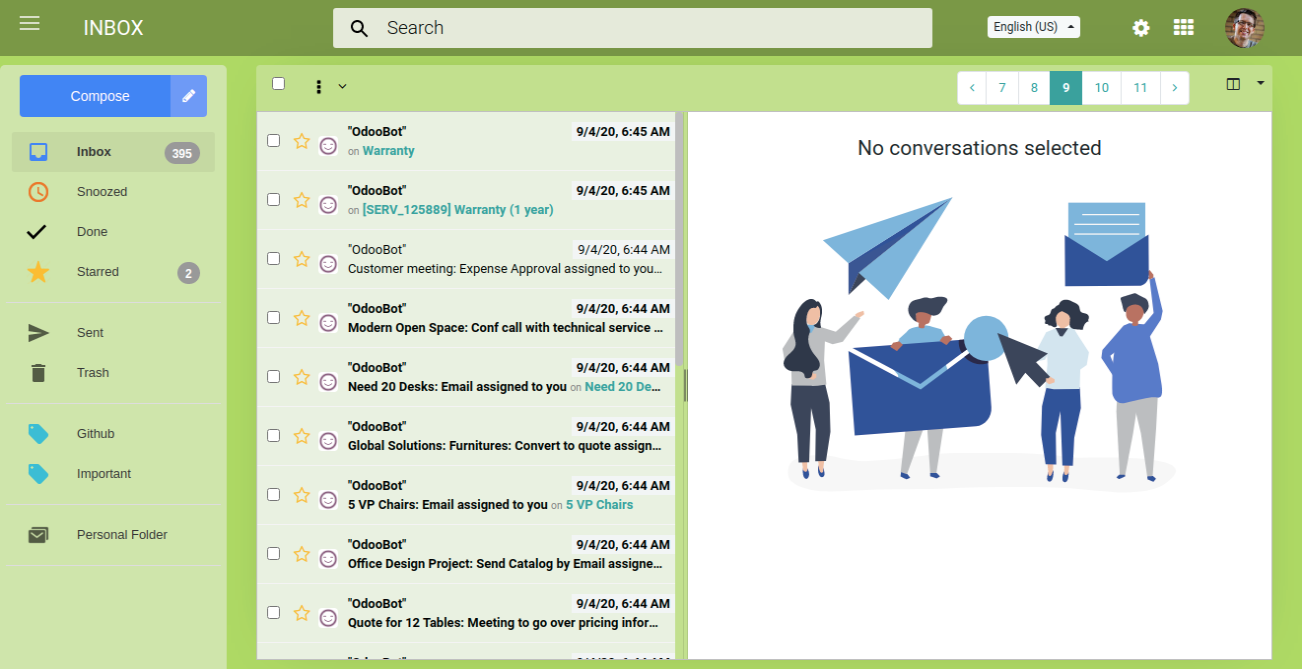 INBOX
Search
English (US)
Compose
Inbox 395
Snoozed
Done
Starred 2
Sent
Trash
Github
Important
Personal Folder
7 8 9 10 11
"OdooBot" 9/4/20, 6:45 AM
on Warranty
"OdooBot" 9/4/20, 6:45 AM
on [SERV_125889] Warranty (1 year)
"OdooBot" 9/4/20, 6:44 AM
Customer meeting: Expense Approval assigned to you...
"OdooBot" 9/4/20, 6:44 AM
Modern Open Space: Conf call with technical service ...
"OdooBot" 9/4/20, 6:44 AM
Need 20 Desks: Email assigned to you on Need 20 De...
"OdooBot" 9/4/20, 6:44 AM
Global Solutions: Furnitures: Convert to quote assign...
"OdooBot" 9/4/20, 6:44 AM
5 VP Chairs: Email assigned to you on 5 VP Chairs
"OdooBot" 9/4/20, 6:44 AM
Office Design Project: Send Catalog by Email assigne...
"OdooBot" 9/4/20, 6:44 AM
Quote for 12 Tables: Meeting to go over pricing infor...
No conversations selected